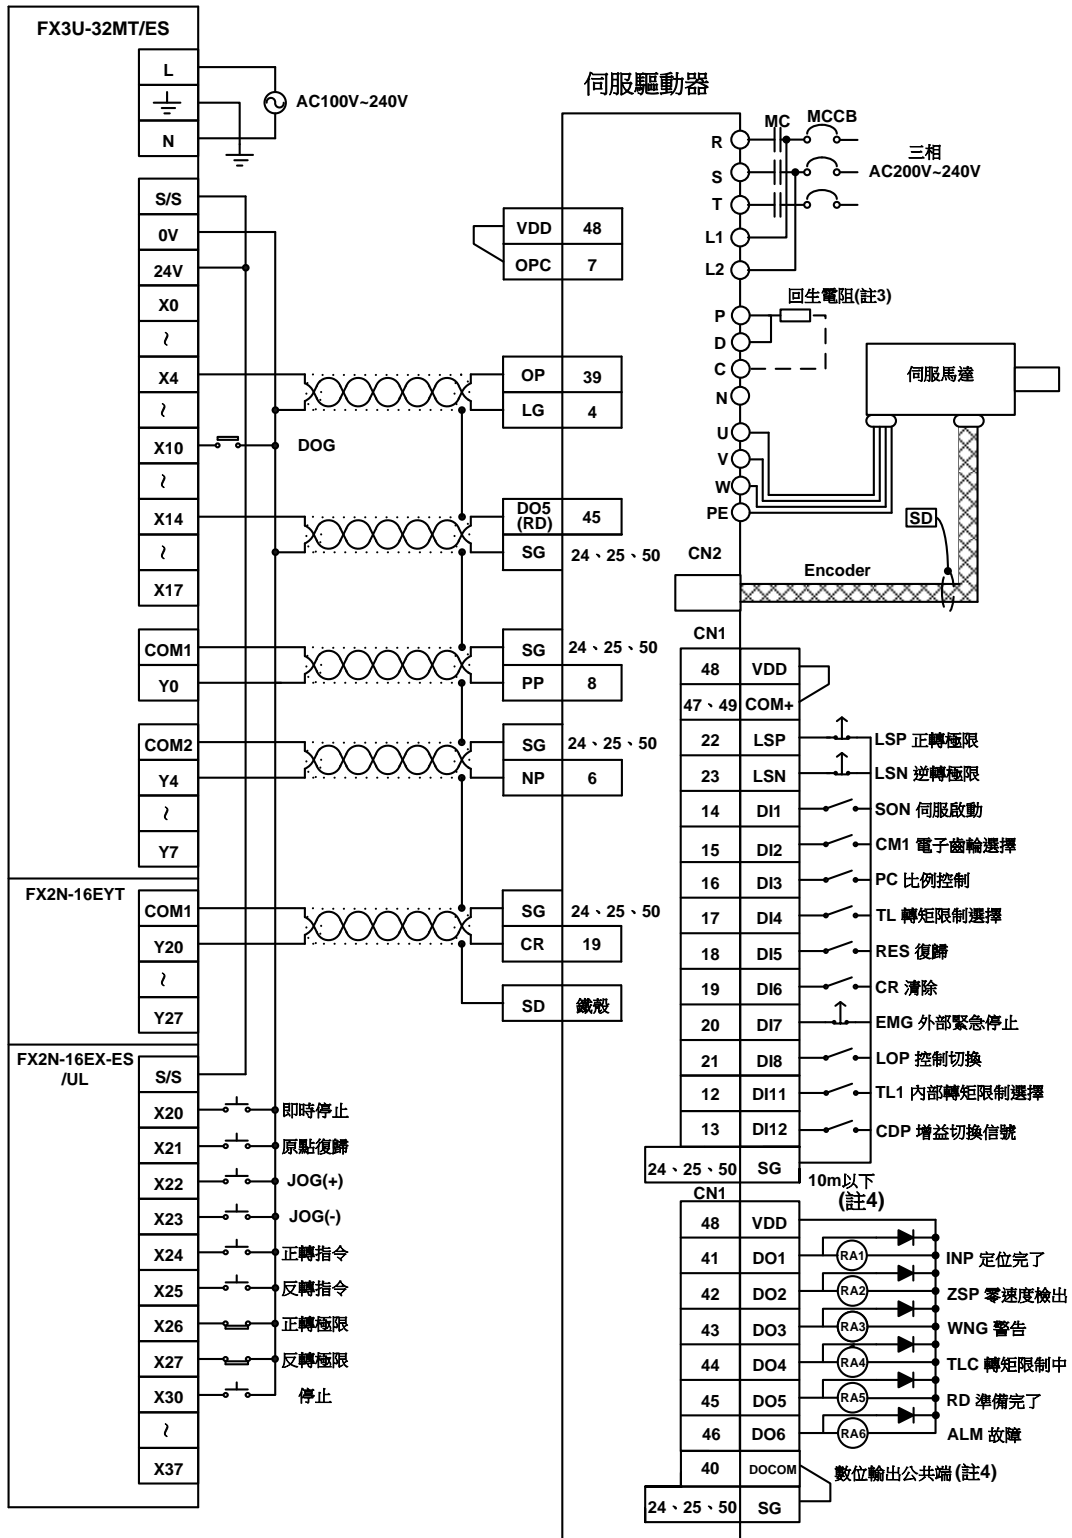 FX3U-32MT/ES
L
N
AC100V~240V
S/S
0V
24V
X0
~
X4
~
X10
~
X14
~
X17
DOG
COM1
Y0
COM2
Y4
~
Y7
FX2N-16EYT
COM1
Y20
~
Y27
FX2N-16EX-ES
/UL
S/S
X20 即時停止
X21 原點復歸
X22 JOG(+)
X23 JOG(-)
X24 正轉指令
X25 反轉指令
X26 正轉極限
X27 反轉極限
X30 停止
~
X37
伺服驅動器
VDD 48
OPC 7
OP 39
LG 4
DO5
(RD) 45
SG 24、25、50
SG 24、25、50
PP 8
SG 24、25、50
NP 6
SG 24、25、50
CR 19
SD 鐵殼
MC MCCB
R
S
T
三相
AC200V~240V
L1
L2
回生電阻(註3)
P
D
C
N
U
V
W
PE
伺服馬達
SD
CN2
Encoder
CN1
48 VDD
47、49 COM+
22 LSP LSP 正轉極限
23 LSN LSN 逆轉極限
14 DI1 SON 伺服啟動
15 DI2 CM1 電子齒輪選擇
16 DI3 PC 比例控制
17 DI4 TL 轉矩限制選擇
18 DI5 RES 復歸
19 DI6 CR 清除
20 DI7 EMG 外部緊急停止
21 DI8 LOP 控制切換
12 DI11 TL1 內部轉矩限制選擇
13 DI12 CDP 增益切換信號
24、25、50 SG
10m以下
(註4)
CN1
48 VDD
41 DO1 RA1 INP 定位完了
42 DO2 RA2 ZSP 零速度檢出
43 DO3 RA3 WNG 警告
44 DO4 RA4 TLC 轉矩限制中
45 DO5 RA5 RD 準備完了
46 DO6 RA6 ALM 故障
40 DOCOM 數位輸出公共端(註4)
24、25、50 SG